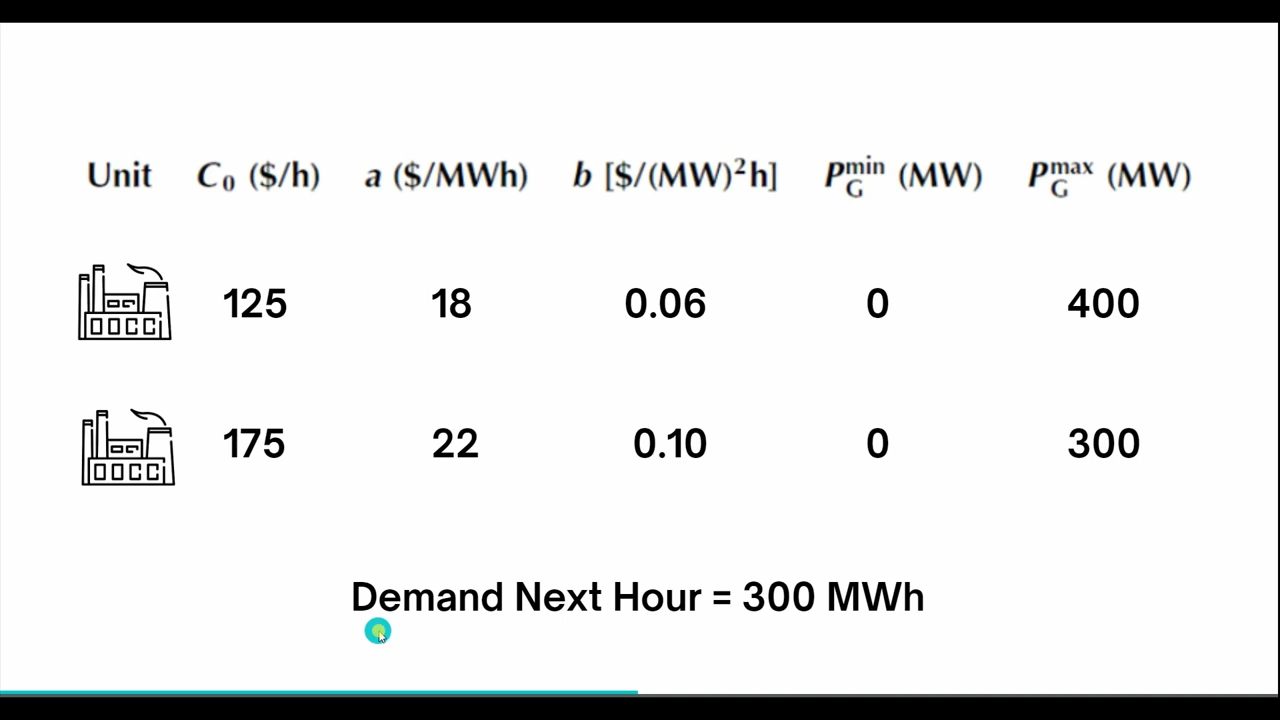 Unit C₀ ($/h) a ($/MWh) b [$/(MW)²h] P_G^min (MW) P_G^max (MW)
125 18 0.06 0 400
175 22 0.10 0 300
Demand Next Hour = 300 MWh